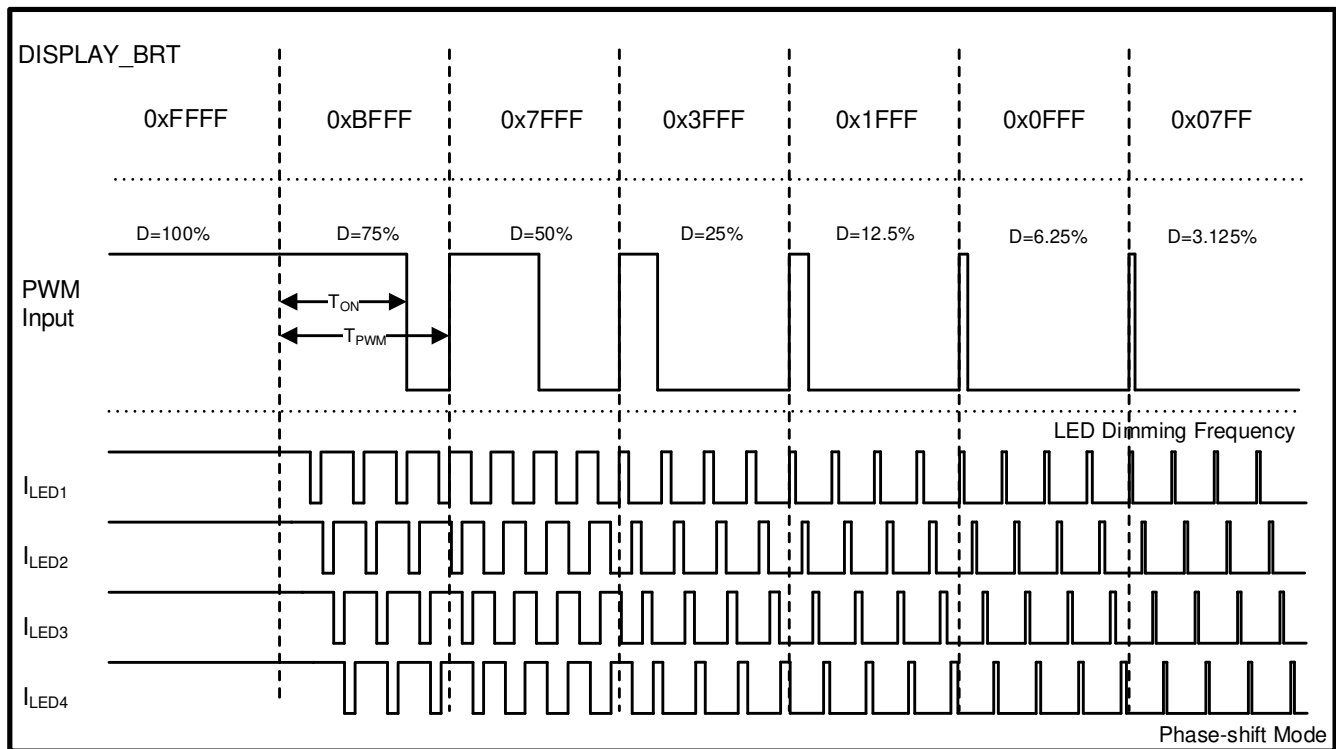 DISPLAY_BRT
0xFFFF 0xBFFF 0x7FFF 0x3FFF 0x1FFF 0x0FFF 0x07FF
D=100% D=75% D=50% D=25% D=12.5% D=6.25% D=3.125%
PWM
Input
TON
TPWM
LED Dimming Frequency
ILED1
ILED2
ILED3
ILED4
Phase-shift Mode